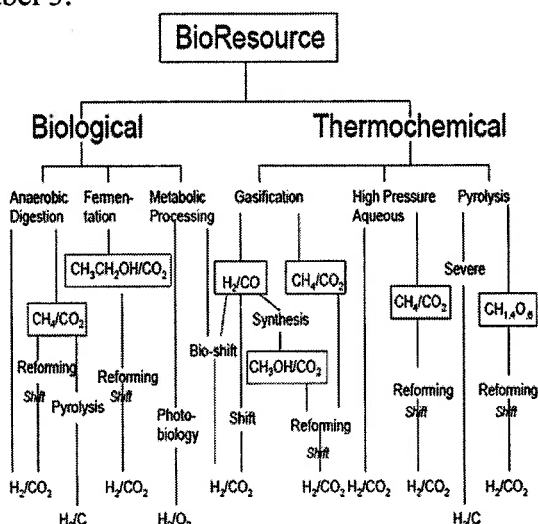 BioResource
Biological Thermochemical
Anaerobic Fermen- Metabolic Gasification High Pressure Pyrolysis
Digestion tation Processing Aqueous
CH₃CH₂OH/CO₂ H₂/CO CH₄/CO₂ Severe
CH₄/CO₂ CH₄/CO₂ CH₁.₄O.₆
Synthesis
Bio-shift CH₃OH/CO₂
Reforming Reforming Reforming Reforming
Shift Pyrolysis Shift Photo- Shift Reforming Shift Shift
biology Shift
H₂/CO₂ H₂/CO₂ H₂/CO₂ H₂/CO₂ H₂/CO₂ H₂/CO₂ H₂/CO₂
H₂/C H₂/O₂ H₂/C